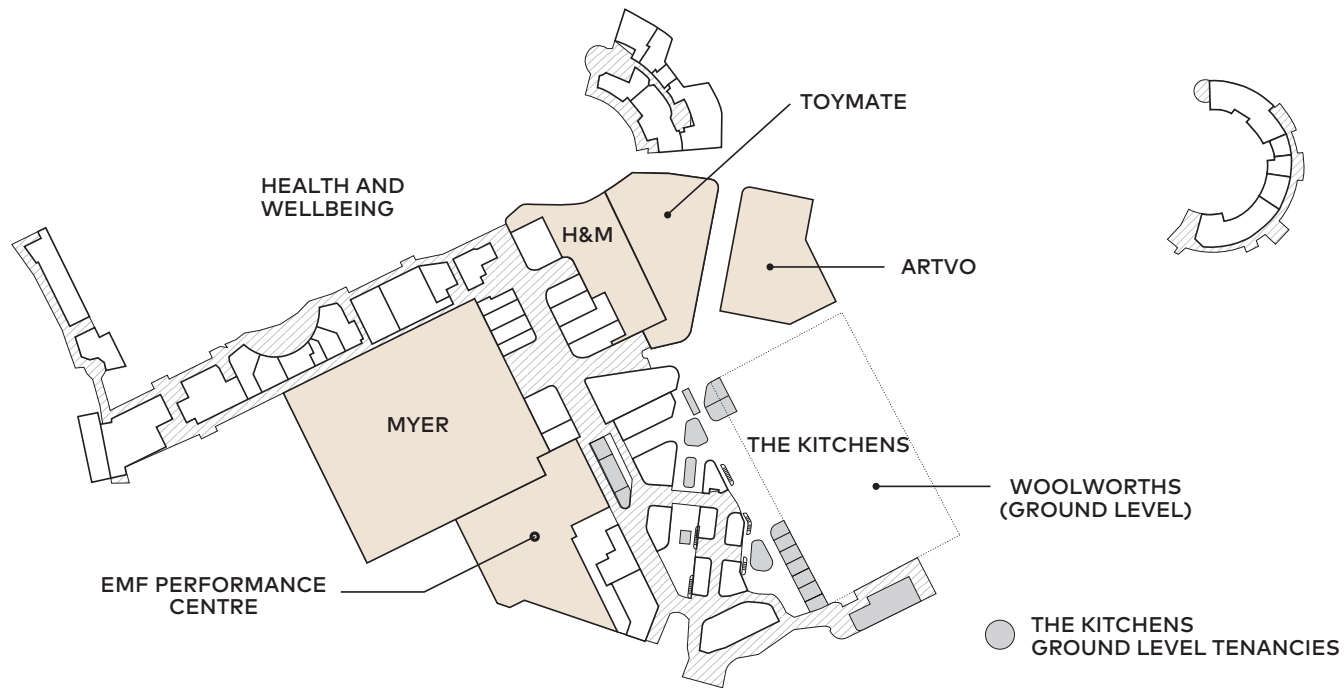 TOYMATE
HEALTH AND
WELLBEING
H&M
ARTVO
MYER
THE KITCHENS
WOOLWORTHS
(GROUND LEVEL)
EMF PERFORMANCE
CENTRE
THE KITCHENS
GROUND LEVEL TENANCIES